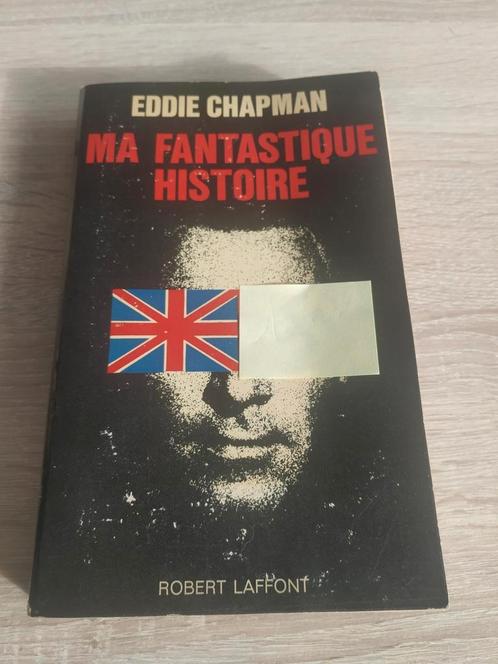 EDDIE CHAPMAN
MA FANTASTIQUE
HISTOIRE
ROBERT LAFFONT